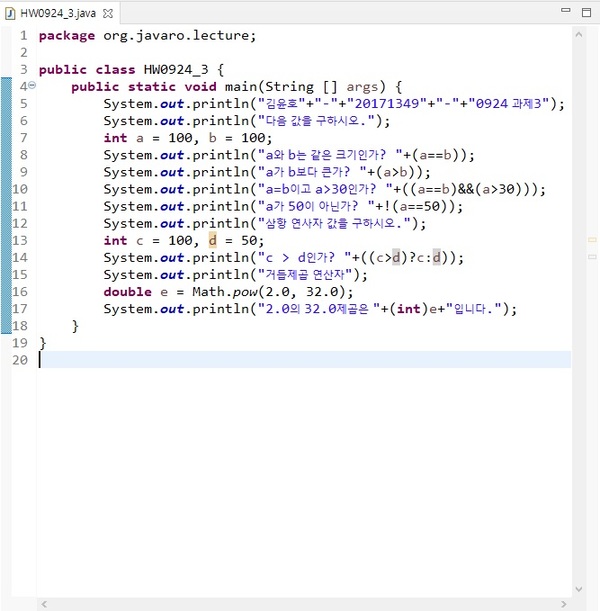 HW0924_3.java
1 package org.javaro.lecture;
2
3 public class HW0924_3 {
4 public static void main(String [] args) {
5 System.out.println("김윤호"+"-"+"20171349"+"-"+"0924 과제3");
6 System.out.println("다음 값을 구하시오.");
7 int a = 100, b = 100;
8 System.out.println("a와 b는 같은 크기인가? "+(a==b));
9 System.out.println("a가 b보다 큰가? "+(a>b));
10 System.out.println("a=b이고 a>30인가? "+((a==b)&&(a>30)));
11 System.out.println("a가 50이 아닌가? "+!(a==50));
12 System.out.println("삼항 연사자 값을 구하시오.");
13 int c = 100, d = 50;
14 System.out.println("c > d인가? "+((c>d)?c:d));
15 System.out.println("거듭제곱 연산자");
16 double e = Math.pow(2.0, 32.0);
17 System.out.println("2.0의 32.0제곱은 "+(int)e+"입니다.");
18 }
19 }
20